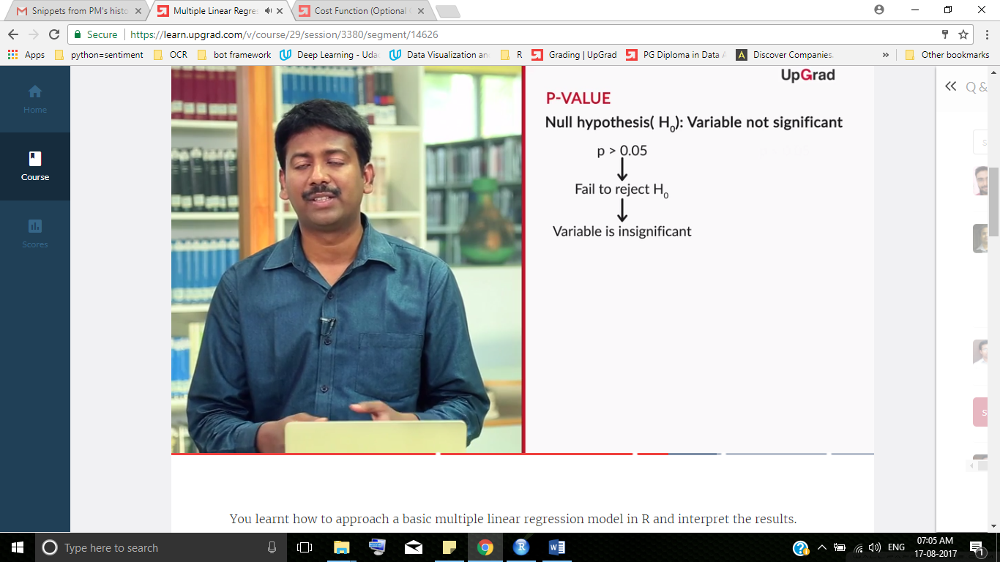 Snippets from PM's histo
Multiple Linear Regre
Cost Function (Optional
Secure
https://learn.upgrad.com/v/course/29/session/3380/segment/14626
Apps
python=sentiment
OCR
bot framework
Deep Learning - Uda
Data Visualization an
R
Grading | UpGrad
PG Diploma in Data A
A
Discover Companies.
»
Other bookmarks
UpGrad
Q &
Home
P-VALUE
Null hypothesis( H₀): Variable not significant
p > 0.05
Course
Fail to reject H₀
Variable is insignificant
Scores
S
S
You learnt how to approach a basic multiple linear regression model in R and interpret the results.
Type here to search
R
W
ENG
07:05 AM
17-08-2017
1